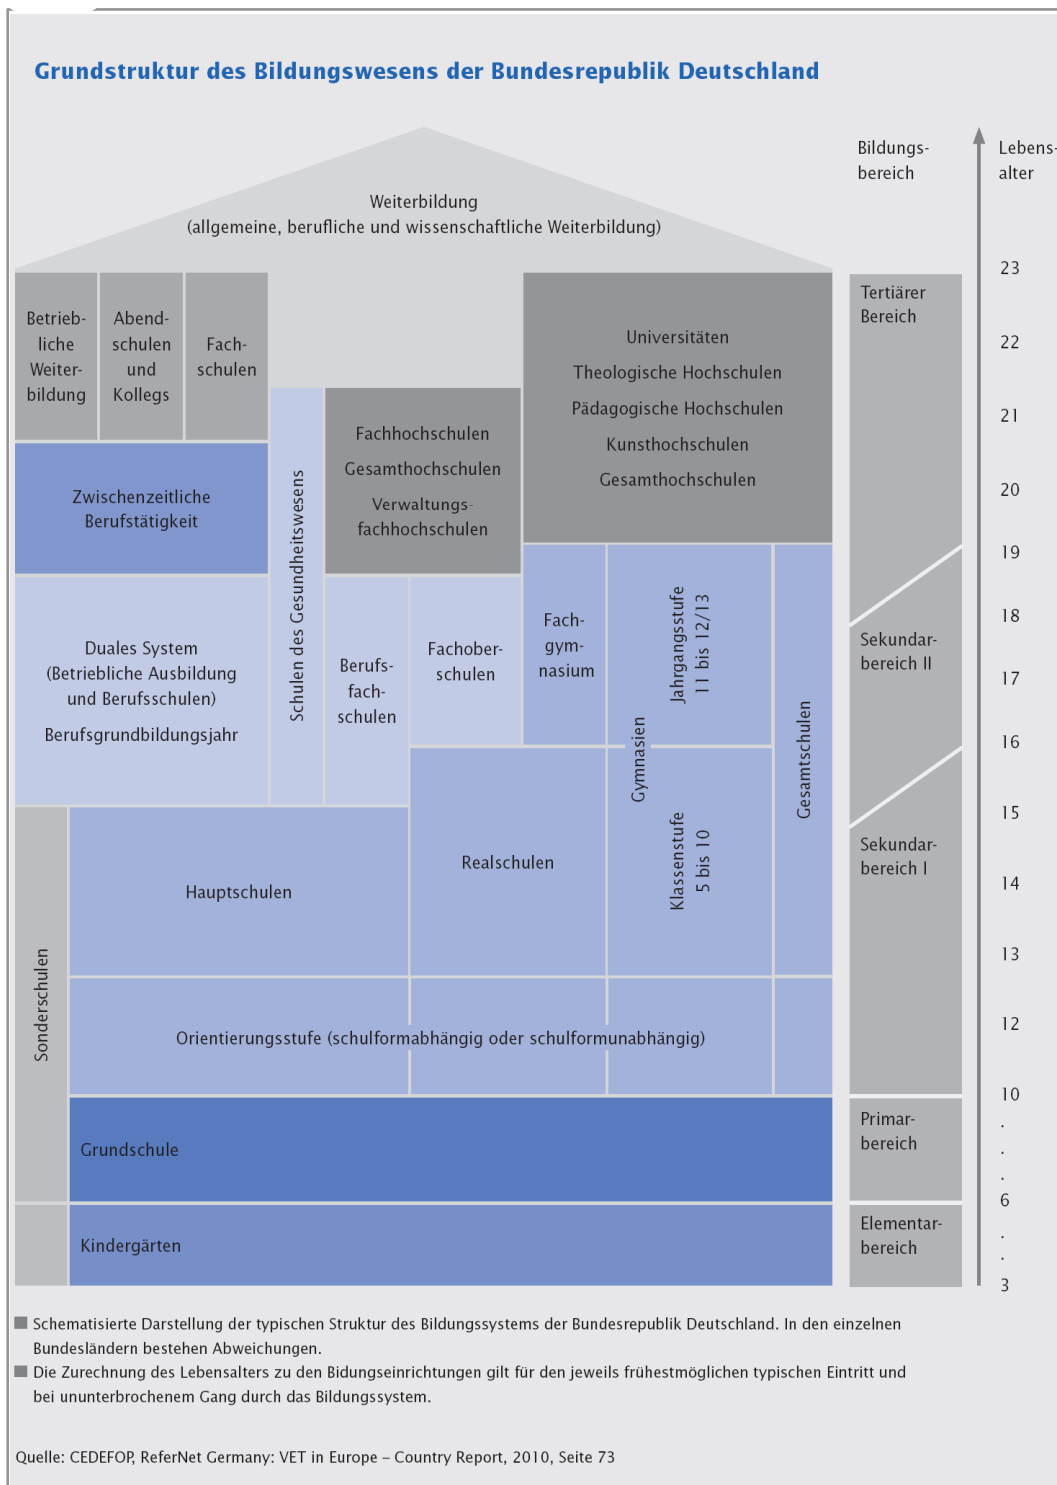 Grundstruktur des Bildungswesens der Bundesrepublik Deutschland
Bildungs-
bereich
Lebens-
alter
Weiterbildung
(allgemeine, berufliche und wissenschaftliche Weiterbildung)
Betrieb-
liche
Weiter-
bildung
Abend-
schulen
und
Kollegs
Fach-
schulen
Zwischenzeitliche
Berufstätigkeit
Duales System
(Betriebliche Ausbildung
und Berufsschulen)
Berufsgrundbildungsjahr
Schulen des Gesundheitswesens
Fachhochschulen
Gesamthochschulen
Verwaltungs-
fachhochschulen
Berufs-
fach-
schulen
Fachober-
schulen
Universitäten
Theologische Hochschulen
Pädagogische Hochschulen
Kunsthochschulen
Gesamthochschulen
Fach-
gym-
nasium
Jahrgangsstufe
11 bis 12/13
Gymnasien
Klassenstufe
5 bis 10
Gesamtschulen
Sonderschulen
Hauptschulen
Realschulen
Orientierungsstufe (schulformabhängig oder schulformunabhängig)
Grundschule
Kindergärten
Tertiärer
Bereich
Sekundar-
bereich II
Sekundar-
bereich I
Primar-
bereich
Elementar-
bereich
23
22
21
20
19
18
17
16
15
14
13
12
10
.
.
.
6
.
.
3
Schematisierte Darstellung der typischen Struktur des Bildungssystems der Bundesrepublik Deutschland. In den einzelnen
Bundesländern bestehen Abweichungen.
Die Zurechnung des Lebensalters zu den Bidungseinrichtungen gilt für den jeweils frühestmöglichen typischen Eintritt und
bei ununterbrochenem Gang durch das Bildungssystem.
Quelle: CEDEFOP, ReferNet Germany: VET in Europe – Country Report, 2010, Seite 73